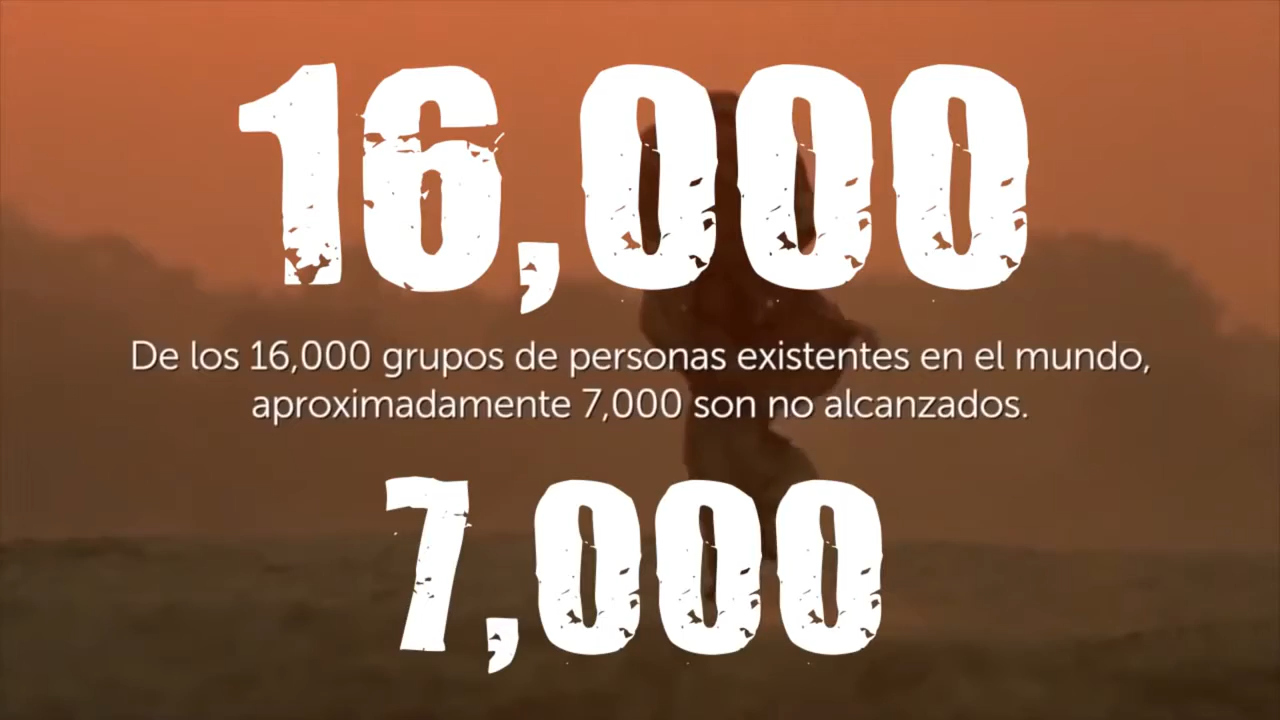 16,000
De los 16,000 grupos de personas existentes en el mundo,
aproximadamente 7,000 son no alcanzados.
7,000